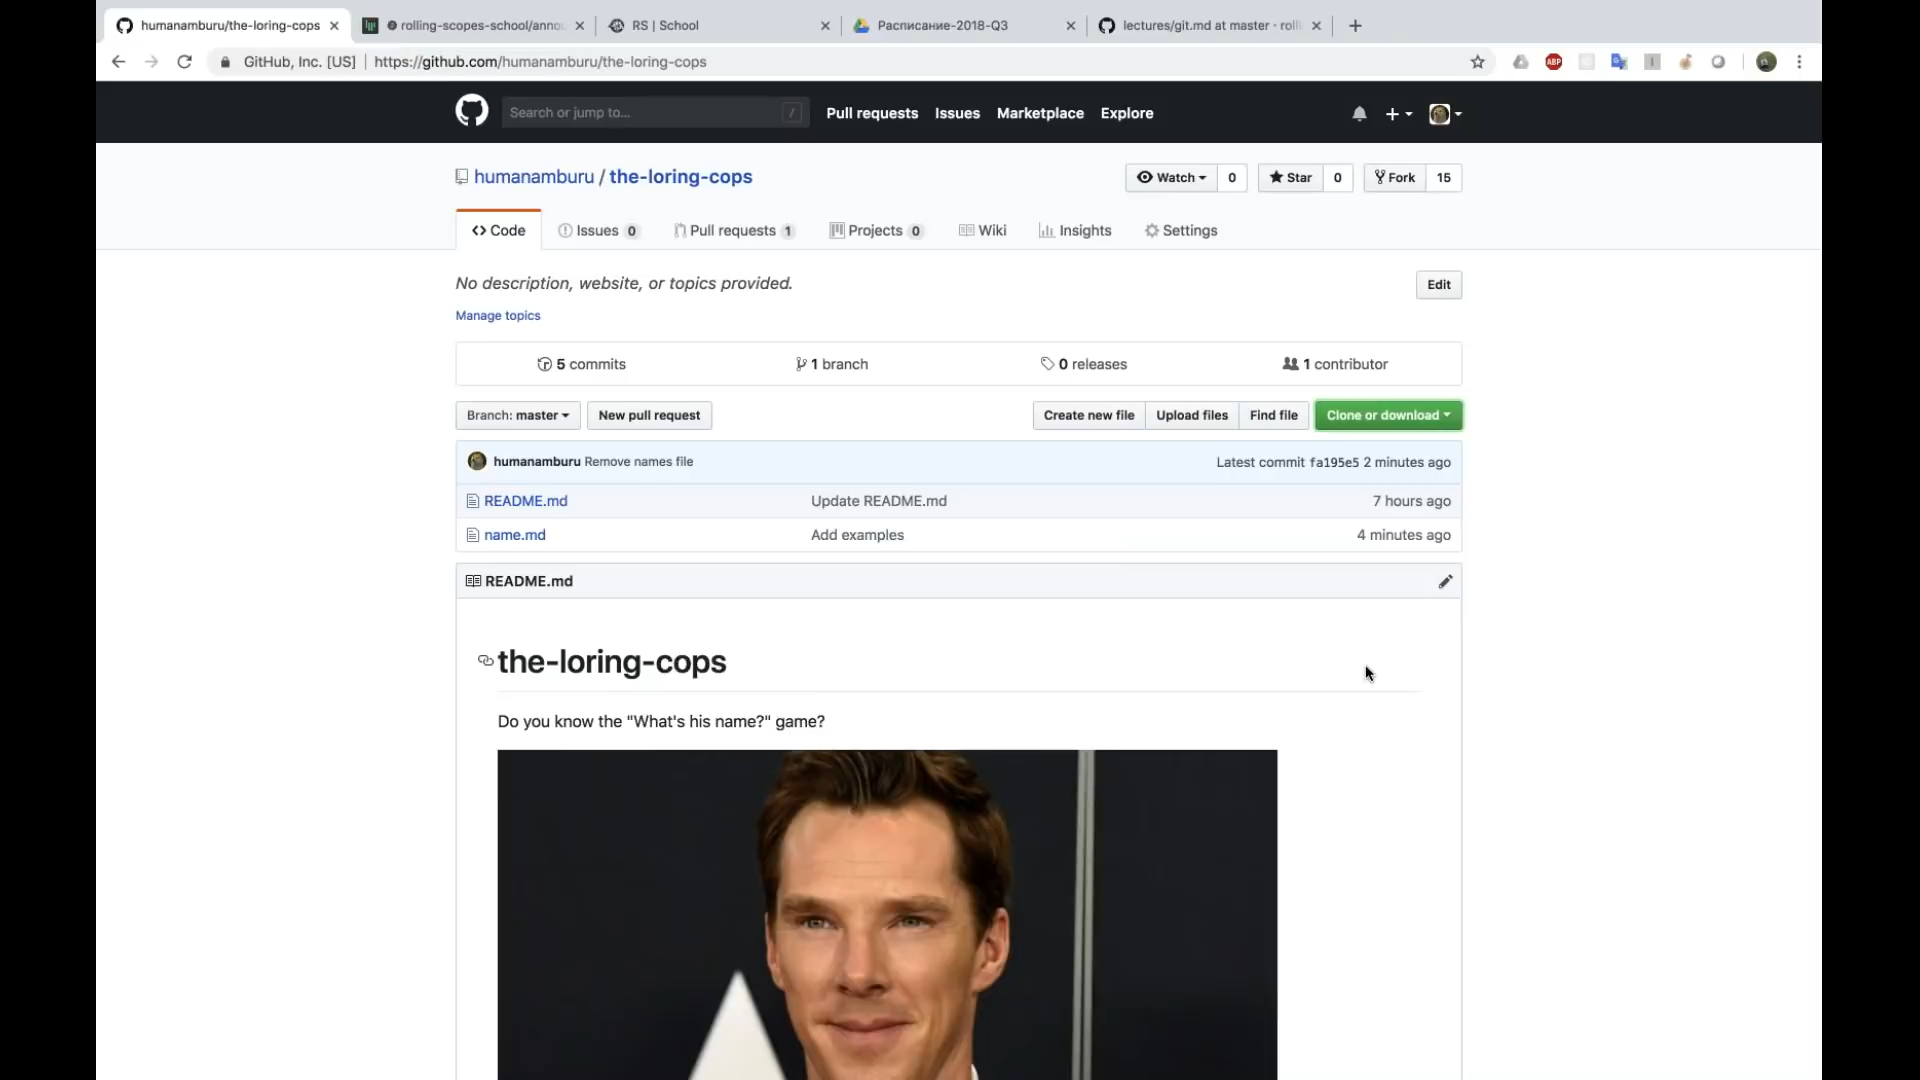 humanamburu/the-loring-cops
rolling-scopes-school/annou
RS | School
Расписание-2018-Q3
lectures/git.md at master · roll
GitHub, Inc. [US] | https://github.com/humanamburu/the-loring-cops
ABP
Search or jump to... /
Pull requests Issues Marketplace Explore
humanamburu / the-loring-cops
Watch 0 Star 0 Fork 15
Code Issues 0 Pull requests 1 Projects 0 Wiki Insights Settings
No description, website, or topics provided.
Edit
Manage topics
5 commits 1 branch 0 releases 1 contributor
Branch: master New pull request Create new file Upload files Find file Clone or download
humanamburu Remove names file Latest commit fa195e5 2 minutes ago
README.md Update README.md 7 hours ago
name.md Add examples 4 minutes ago
README.md
the-loring-cops
Do you know the "What's his name?" game?